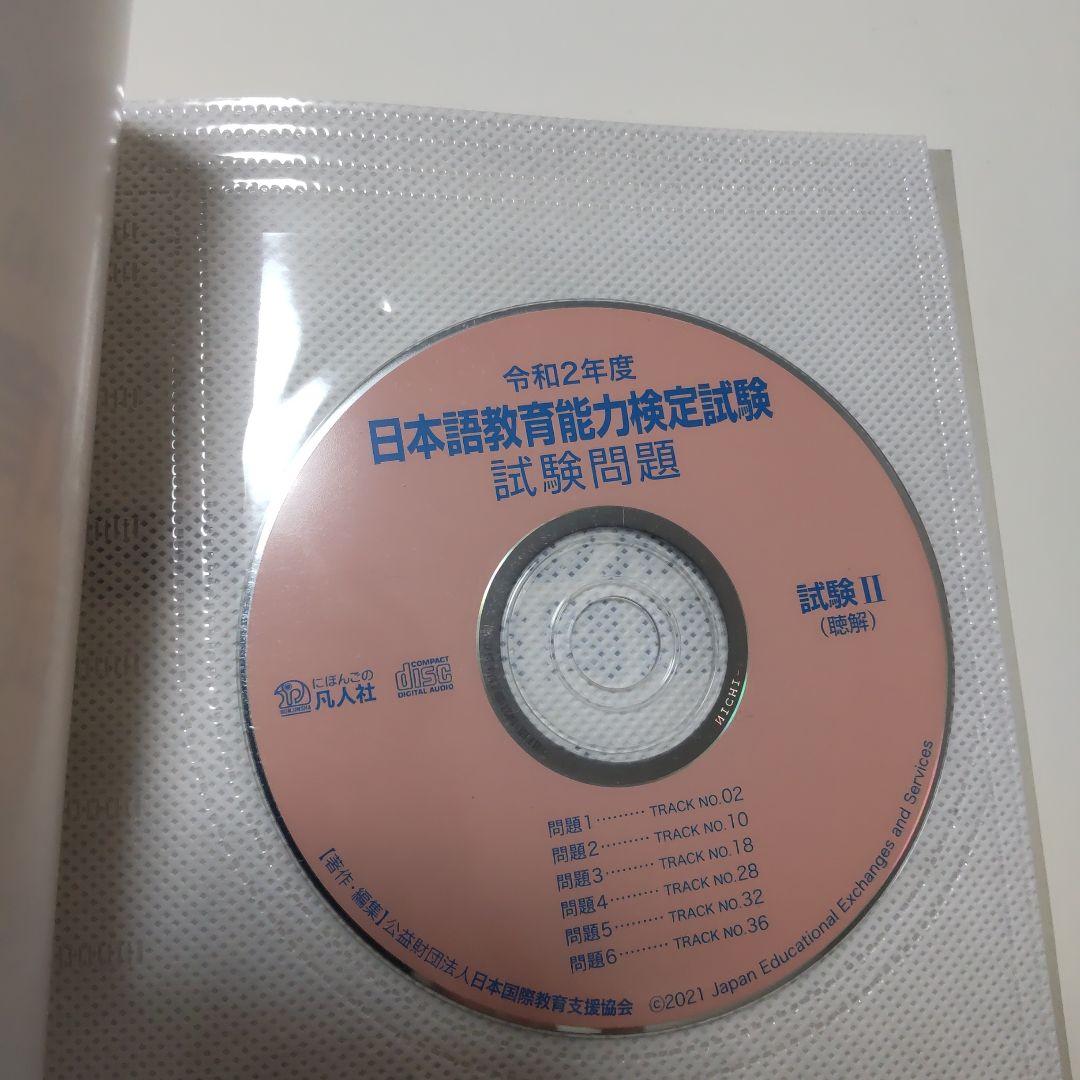 令和2年度
日本語教育能力検定試験
試験問題
試験Ⅱ
(聴解)
にほんごの
凡人社
BONJINSHA
COMPACT
disc
DIGITAL AUDIO
NICHI-
問題1……… TRACK NO.02
問題2……… TRACK NO.10
問題3……… TRACK NO.18
問題4……… TRACK NO.28
問題5……… TRACK NO.32
問題6……… TRACK NO.36
【著作・編集】公益財団法人日本国際教育支援協会 ©2021 Japan Educational Exchanges and Services